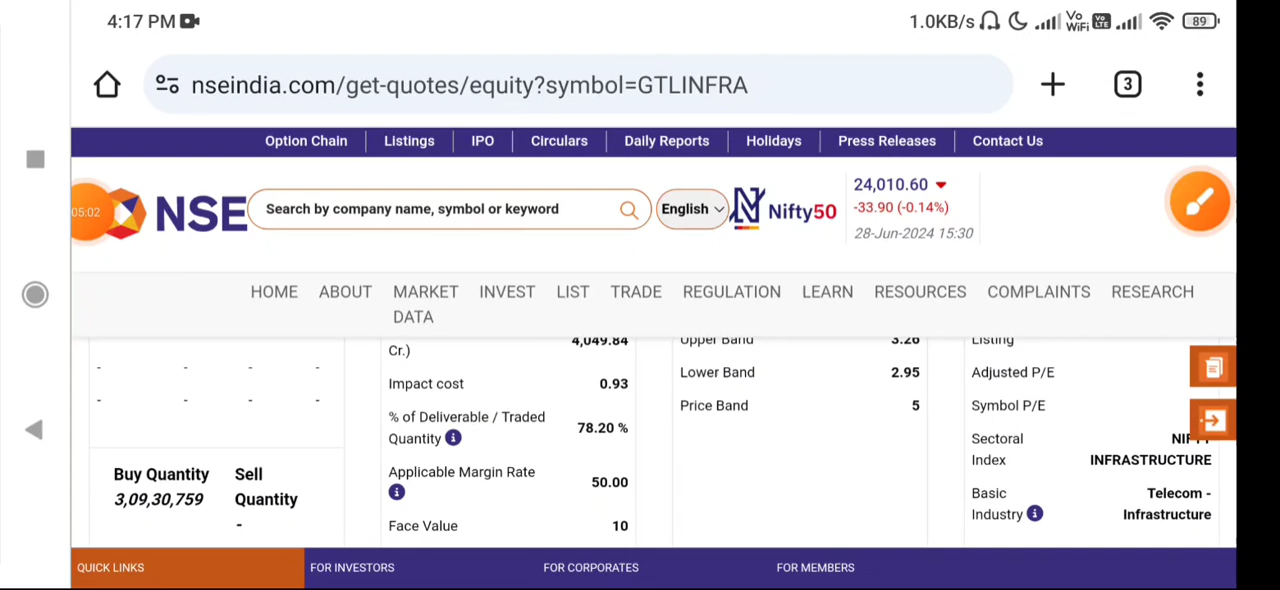 4:17 PM
1.0KB/s Vo WiFi Vo LTE 89
nseindia.com/get-quotes/equity?symbol=GTLINFRA
3
Option Chain Listings IPO Circulars Daily Reports Holidays Press Releases Contact Us
05:02 NSE Search by company name, symbol or keyword English Nifty50
24,010.60
-33.90 (-0.14%)
28-Jun-2024 15:30
HOME ABOUT MARKET DATA INVEST LIST TRADE REGULATION LEARN RESOURCES COMPLAINTS RESEARCH
- - - -
- - - -
Buy Quantity
3,09,30,759
Sell Quantity
-
Cr.) 4,049.84
Impact cost 0.93
% of Deliverable / Traded
Quantity 78.20 %
Applicable Margin Rate 50.00
Face Value 10
Upper Band 3.26
Lower Band 2.95
Price Band 5
Listing
Adjusted P/E
Symbol P/E
Sectoral Index NIFTY INFRASTRUCTURE
Basic Industry Telecom - Infrastructure
QUICK LINKS FOR INVESTORS FOR CORPORATES FOR MEMBERS